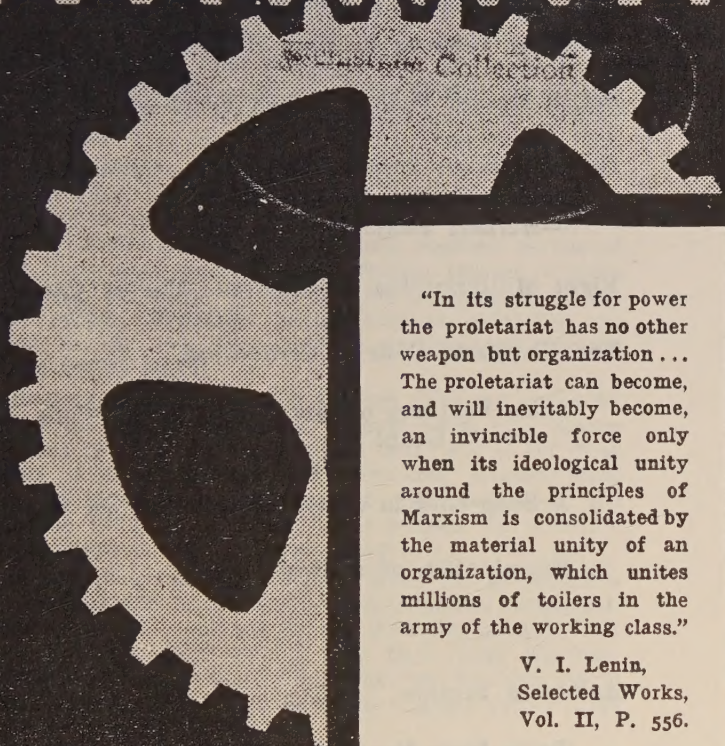 Collection
“In its struggle for power
the proletariat has no other
weapon but organization ...
The proletariat can become,
and will inevitably become,
an invincible force only
when its ideological unity
around the principles of
Marxism is consolidated by
the material unity of an
organization, which unites
millions of toilers in the
army of the working class.”
V. I. Lenin,
Selected Works,
Vol. II, P. 556.